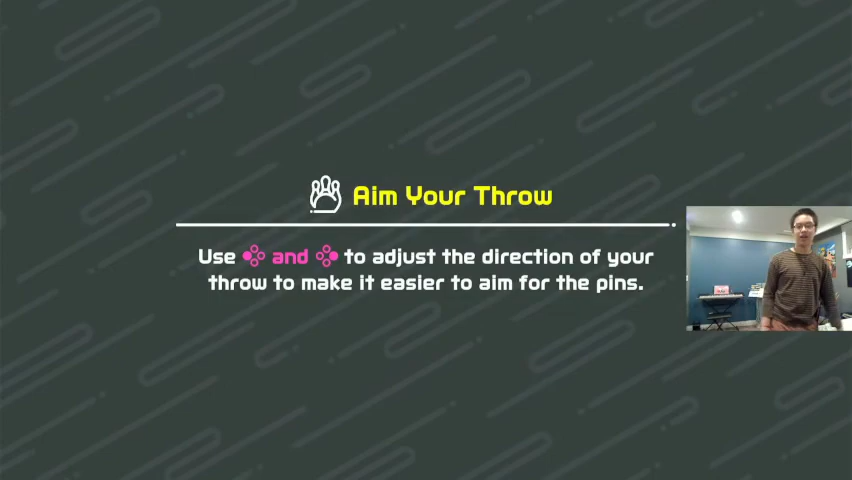 Aim Your Throw
Use and to adjust the direction of your
throw to make it easier to aim for the pins.